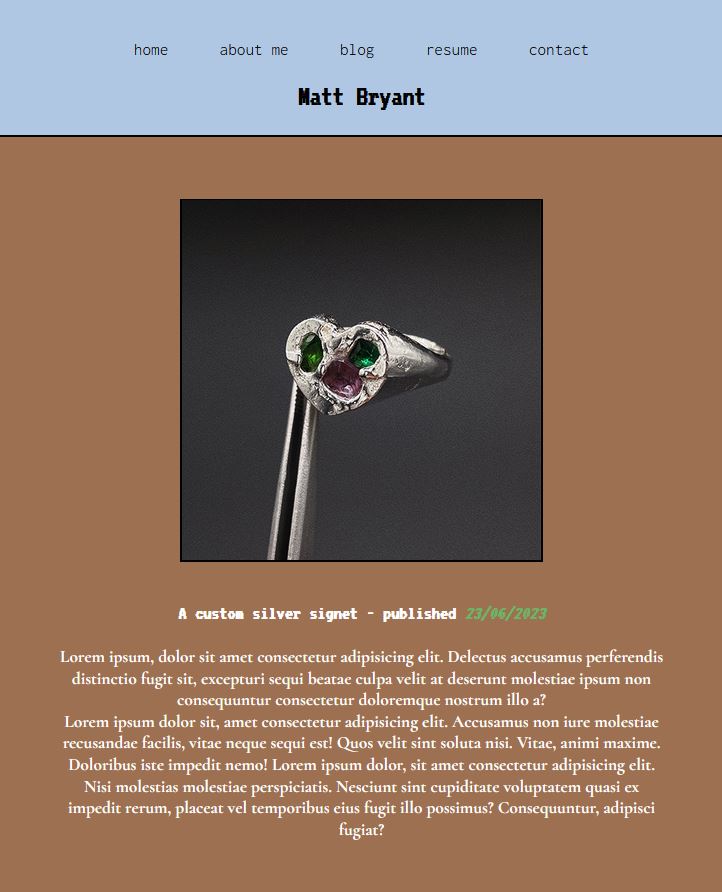 home about me blog resume contact
Matt Bryant
A custom silver signet - published 23/06/2023
Lorem ipsum, dolor sit amet consectetur adipisicing elit. Delectus accusamus perferendis
distinctio fugit sit, excepturi sequi beatae culpa velit at deserunt molestiae ipsum non
consequuntur consectetur doloremque nostrum illo a?
Lorem ipsum dolor sit, amet consectetur adipisicing elit. Accusamus non iure molestiae
recusandae facilis, vitae neque sequi est! Quos velit sint soluta nisi. Vitae, animi maxime.
Doloribus iste impedit nemo! Lorem ipsum dolor, sit amet consectetur adipisicing elit.
Nisi molestias molestiae perspiciatis. Nesciunt sint cupiditate voluptatem quasi ex
impedit rerum, placeat vel temporibus eius fugit illo possimus? Consequuntur, adipisci
fugiat?